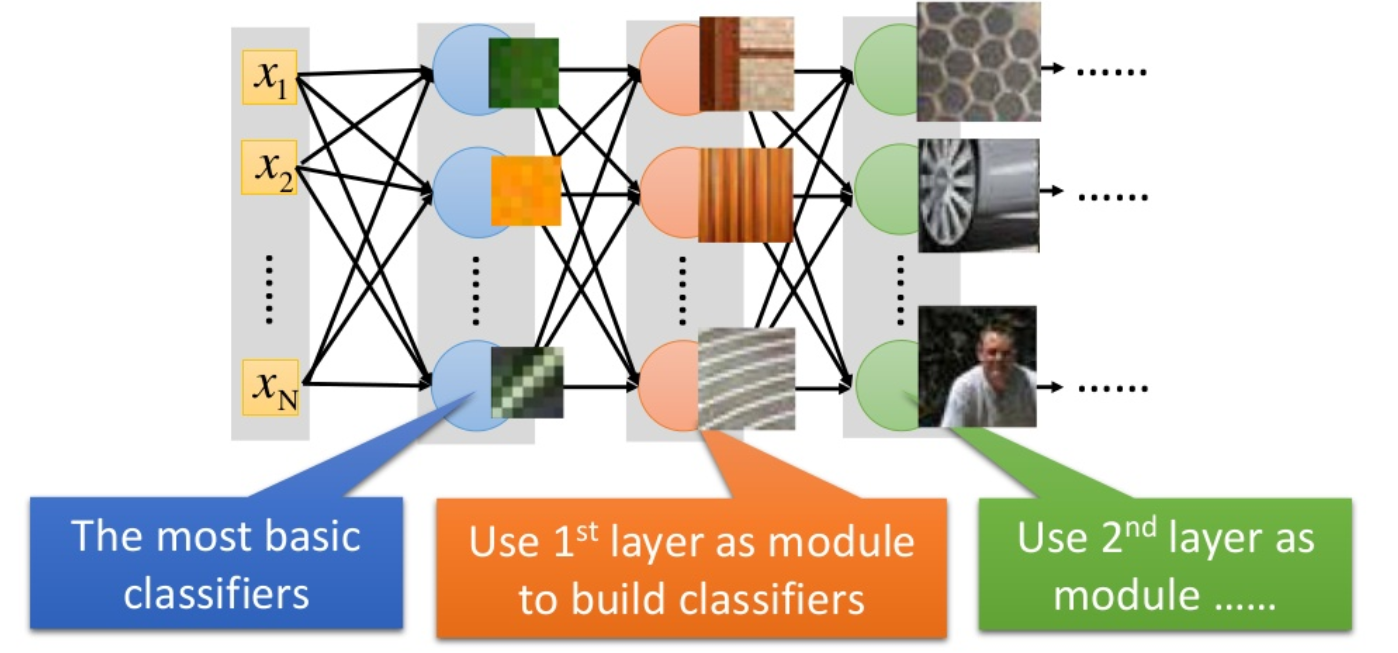 x1
x2
xN
......
......
......
The most basic
classifiers
Use 1st layer as module
to build classifiers
Use 2nd layer as
module ......